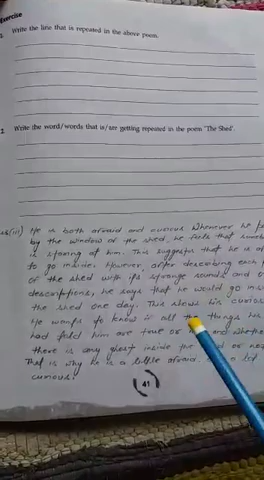 Exercise
1. Write the line that is repeated in the above poem.
2. Write the word/words that is/are getting repeated in the poem 'The Shed'.
(iii) He is both afraid and curious. Whenever he
by the window of the shed, he feels that
is staring at him. This suggests that he is
to go inside. However, after describing each
of the shed with its strange sounds and
descriptions, he says that he would go
the shed one day. This shows his
He wants to know if all the things his
had told him are true or and
there is any ghost inside the or
That is why he is a little afraid, a lot
curious.
41